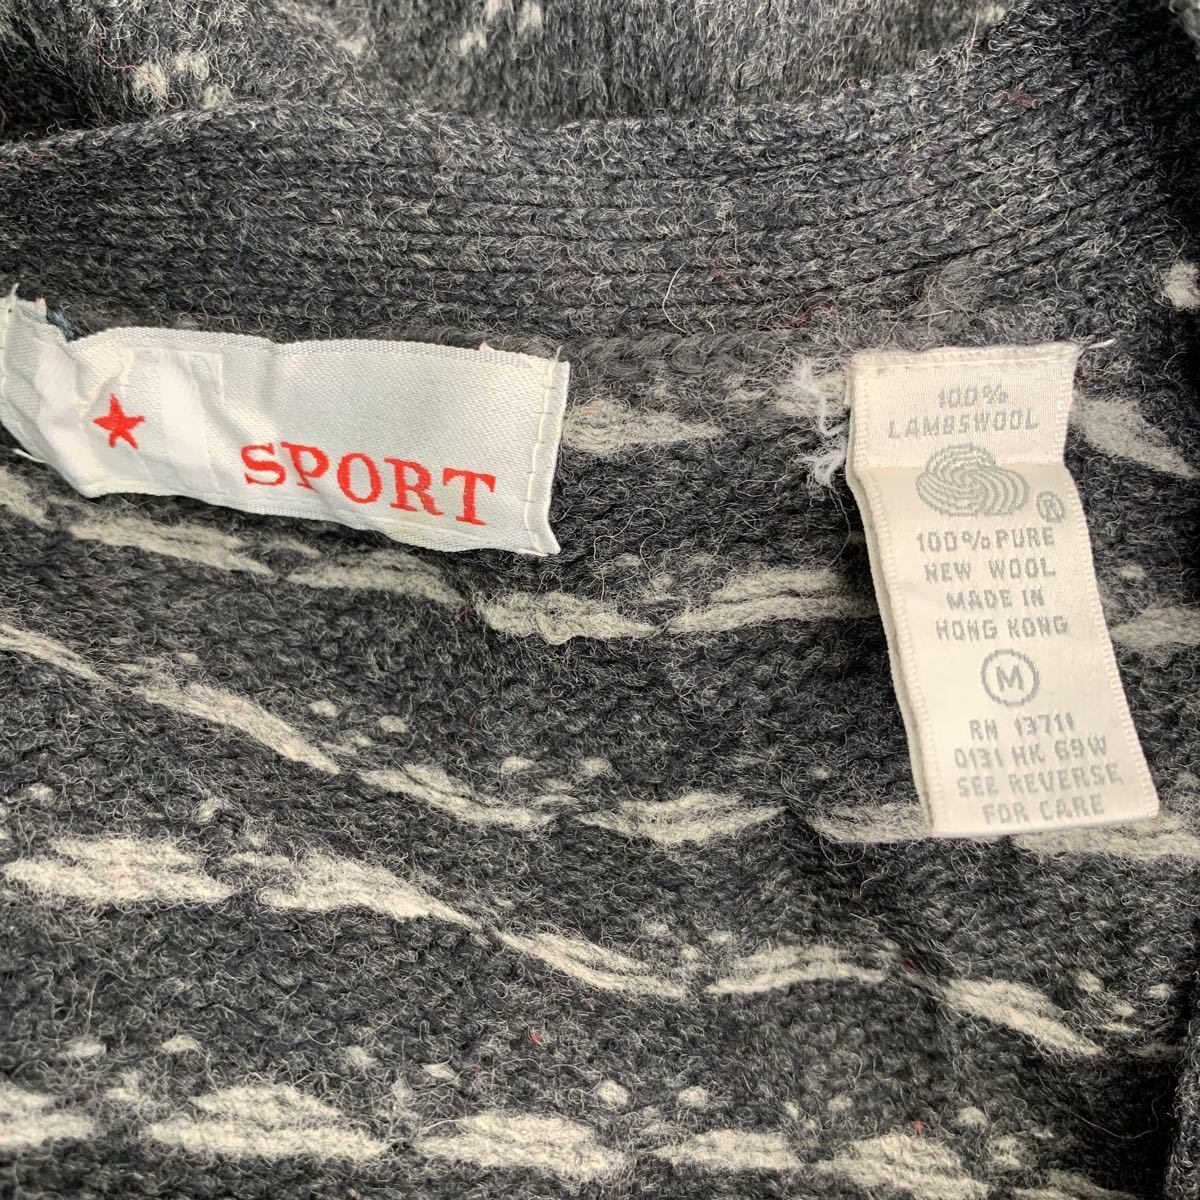 ★ SPORT
100%
LAMBSWOOL
®
100% PURE
NEW WOOL
MADE IN
HONG KONG
M
RN 13711
0131 HK 69W
SEE REVERSE
FOR CARE